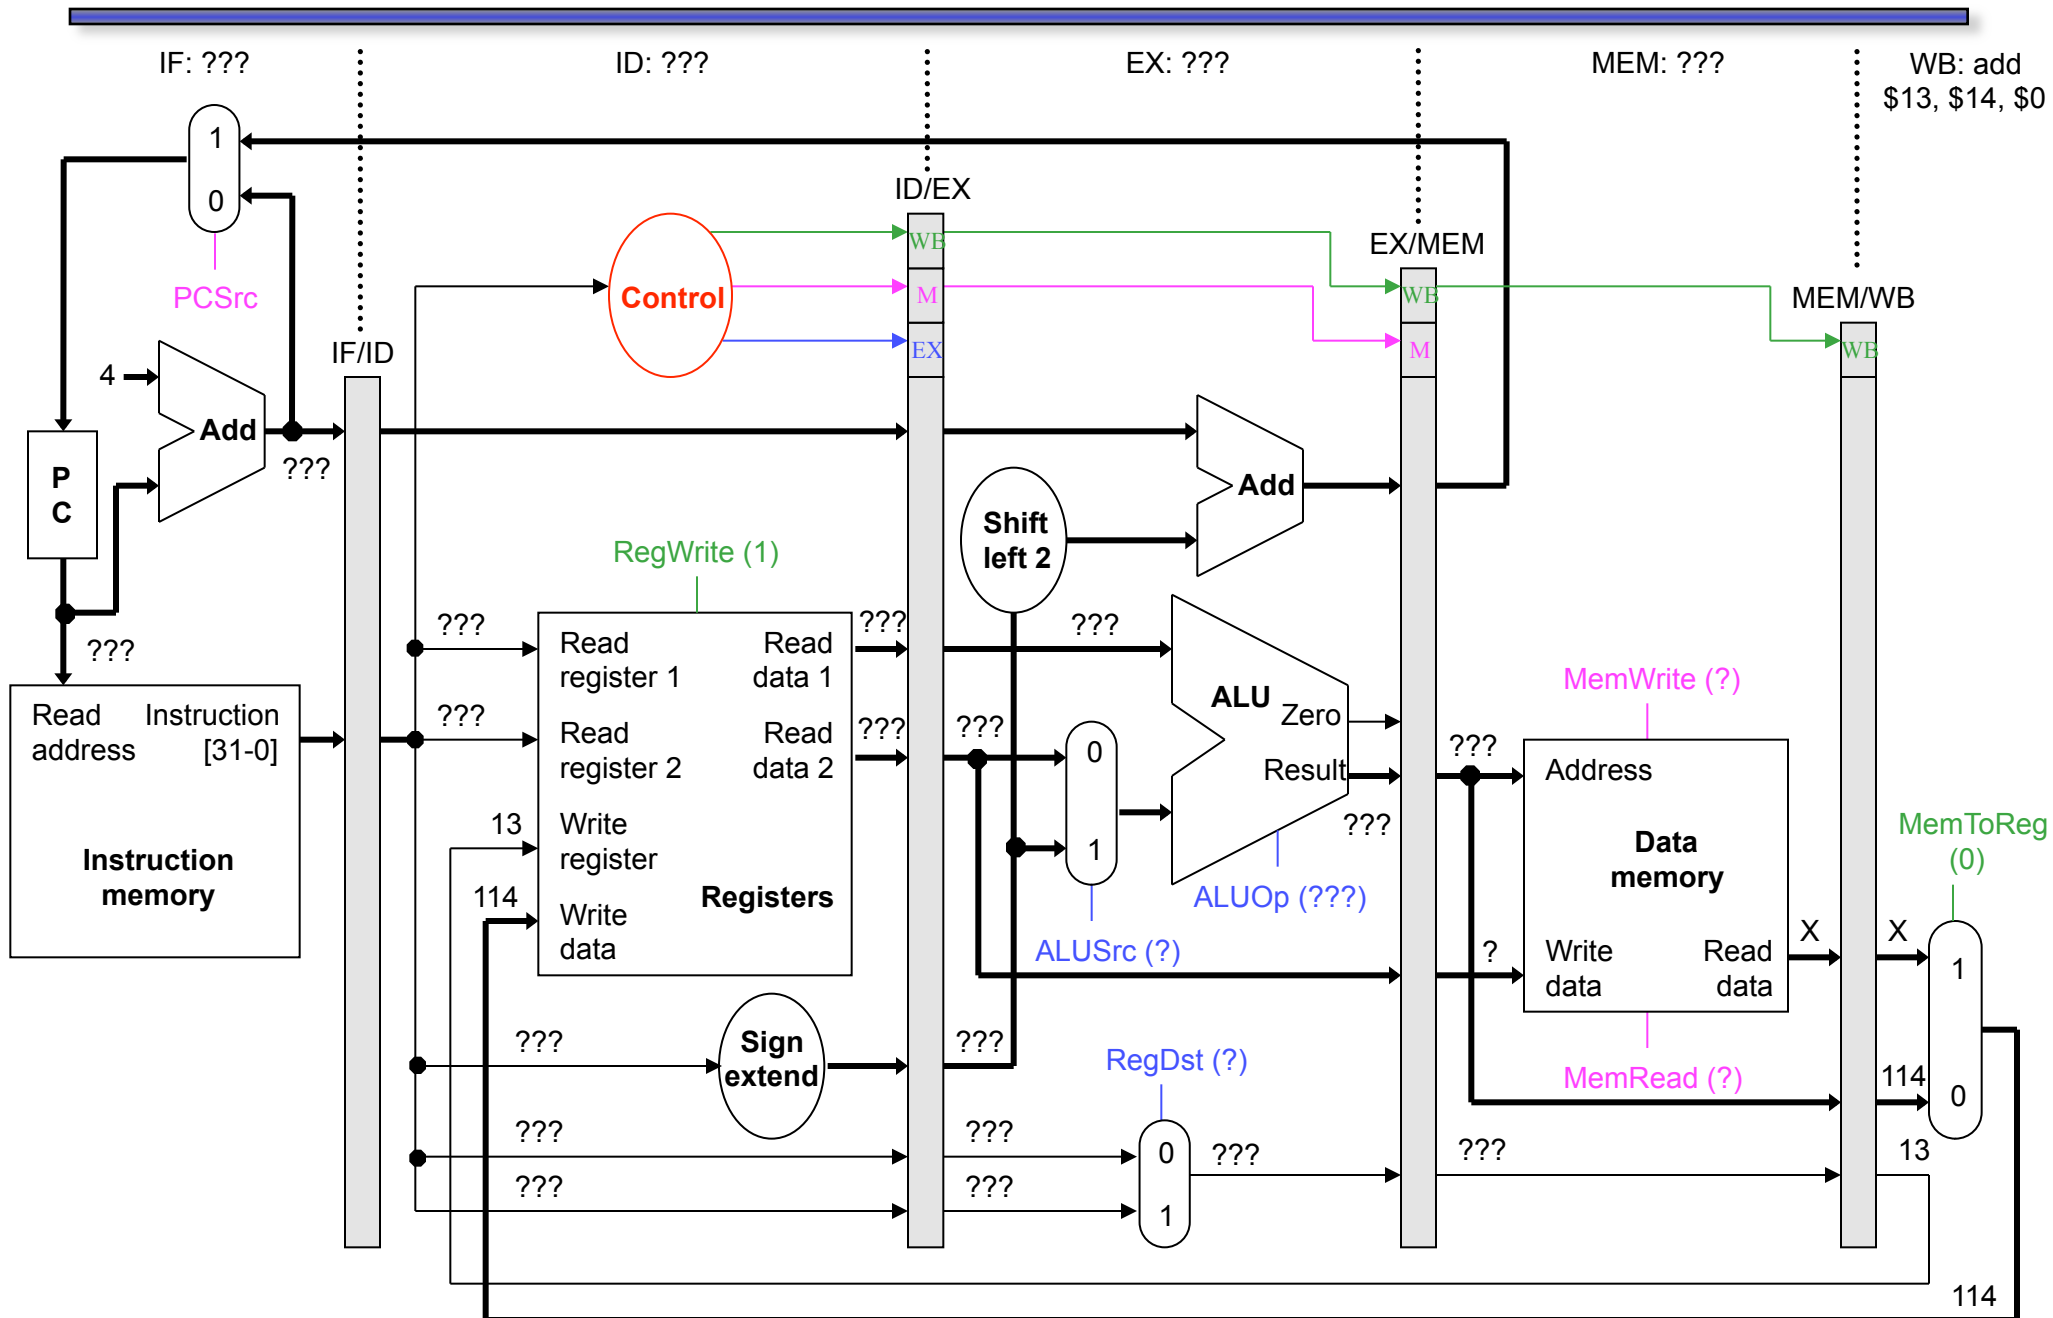 IF: ???
ID: ???
EX: ???
MEM: ???
WB: add
$13, $14, $0
1
0
PCSrc
ID/EX
WB
M
EX
Control
EX/MEM
WB
M
MEM/WB
WB
IF/ID
4
Add
???
P
C
???
Add
Shift
left 2
RegWrite (1)
???
???
???
Read
register 1
Read
data 1
???
Read
address
Instruction
[31-0]
Instruction
memory
???
Read
register 2
Read
data 2
???
???
13
Write
register
114
Write
data
Registers
0
1
ALUSrc (?)
ALU
Zero
Result
???
ALUOp (???)
MemWrite (?)
???
Address
Data
memory
?
Write
data
Read
data
X
X
MemRead (?)
MemToReg
(0)
1
0
114
13
???
Sign
extend
???
RegDst (?)
???
???
???
???
0
1
???
???
114